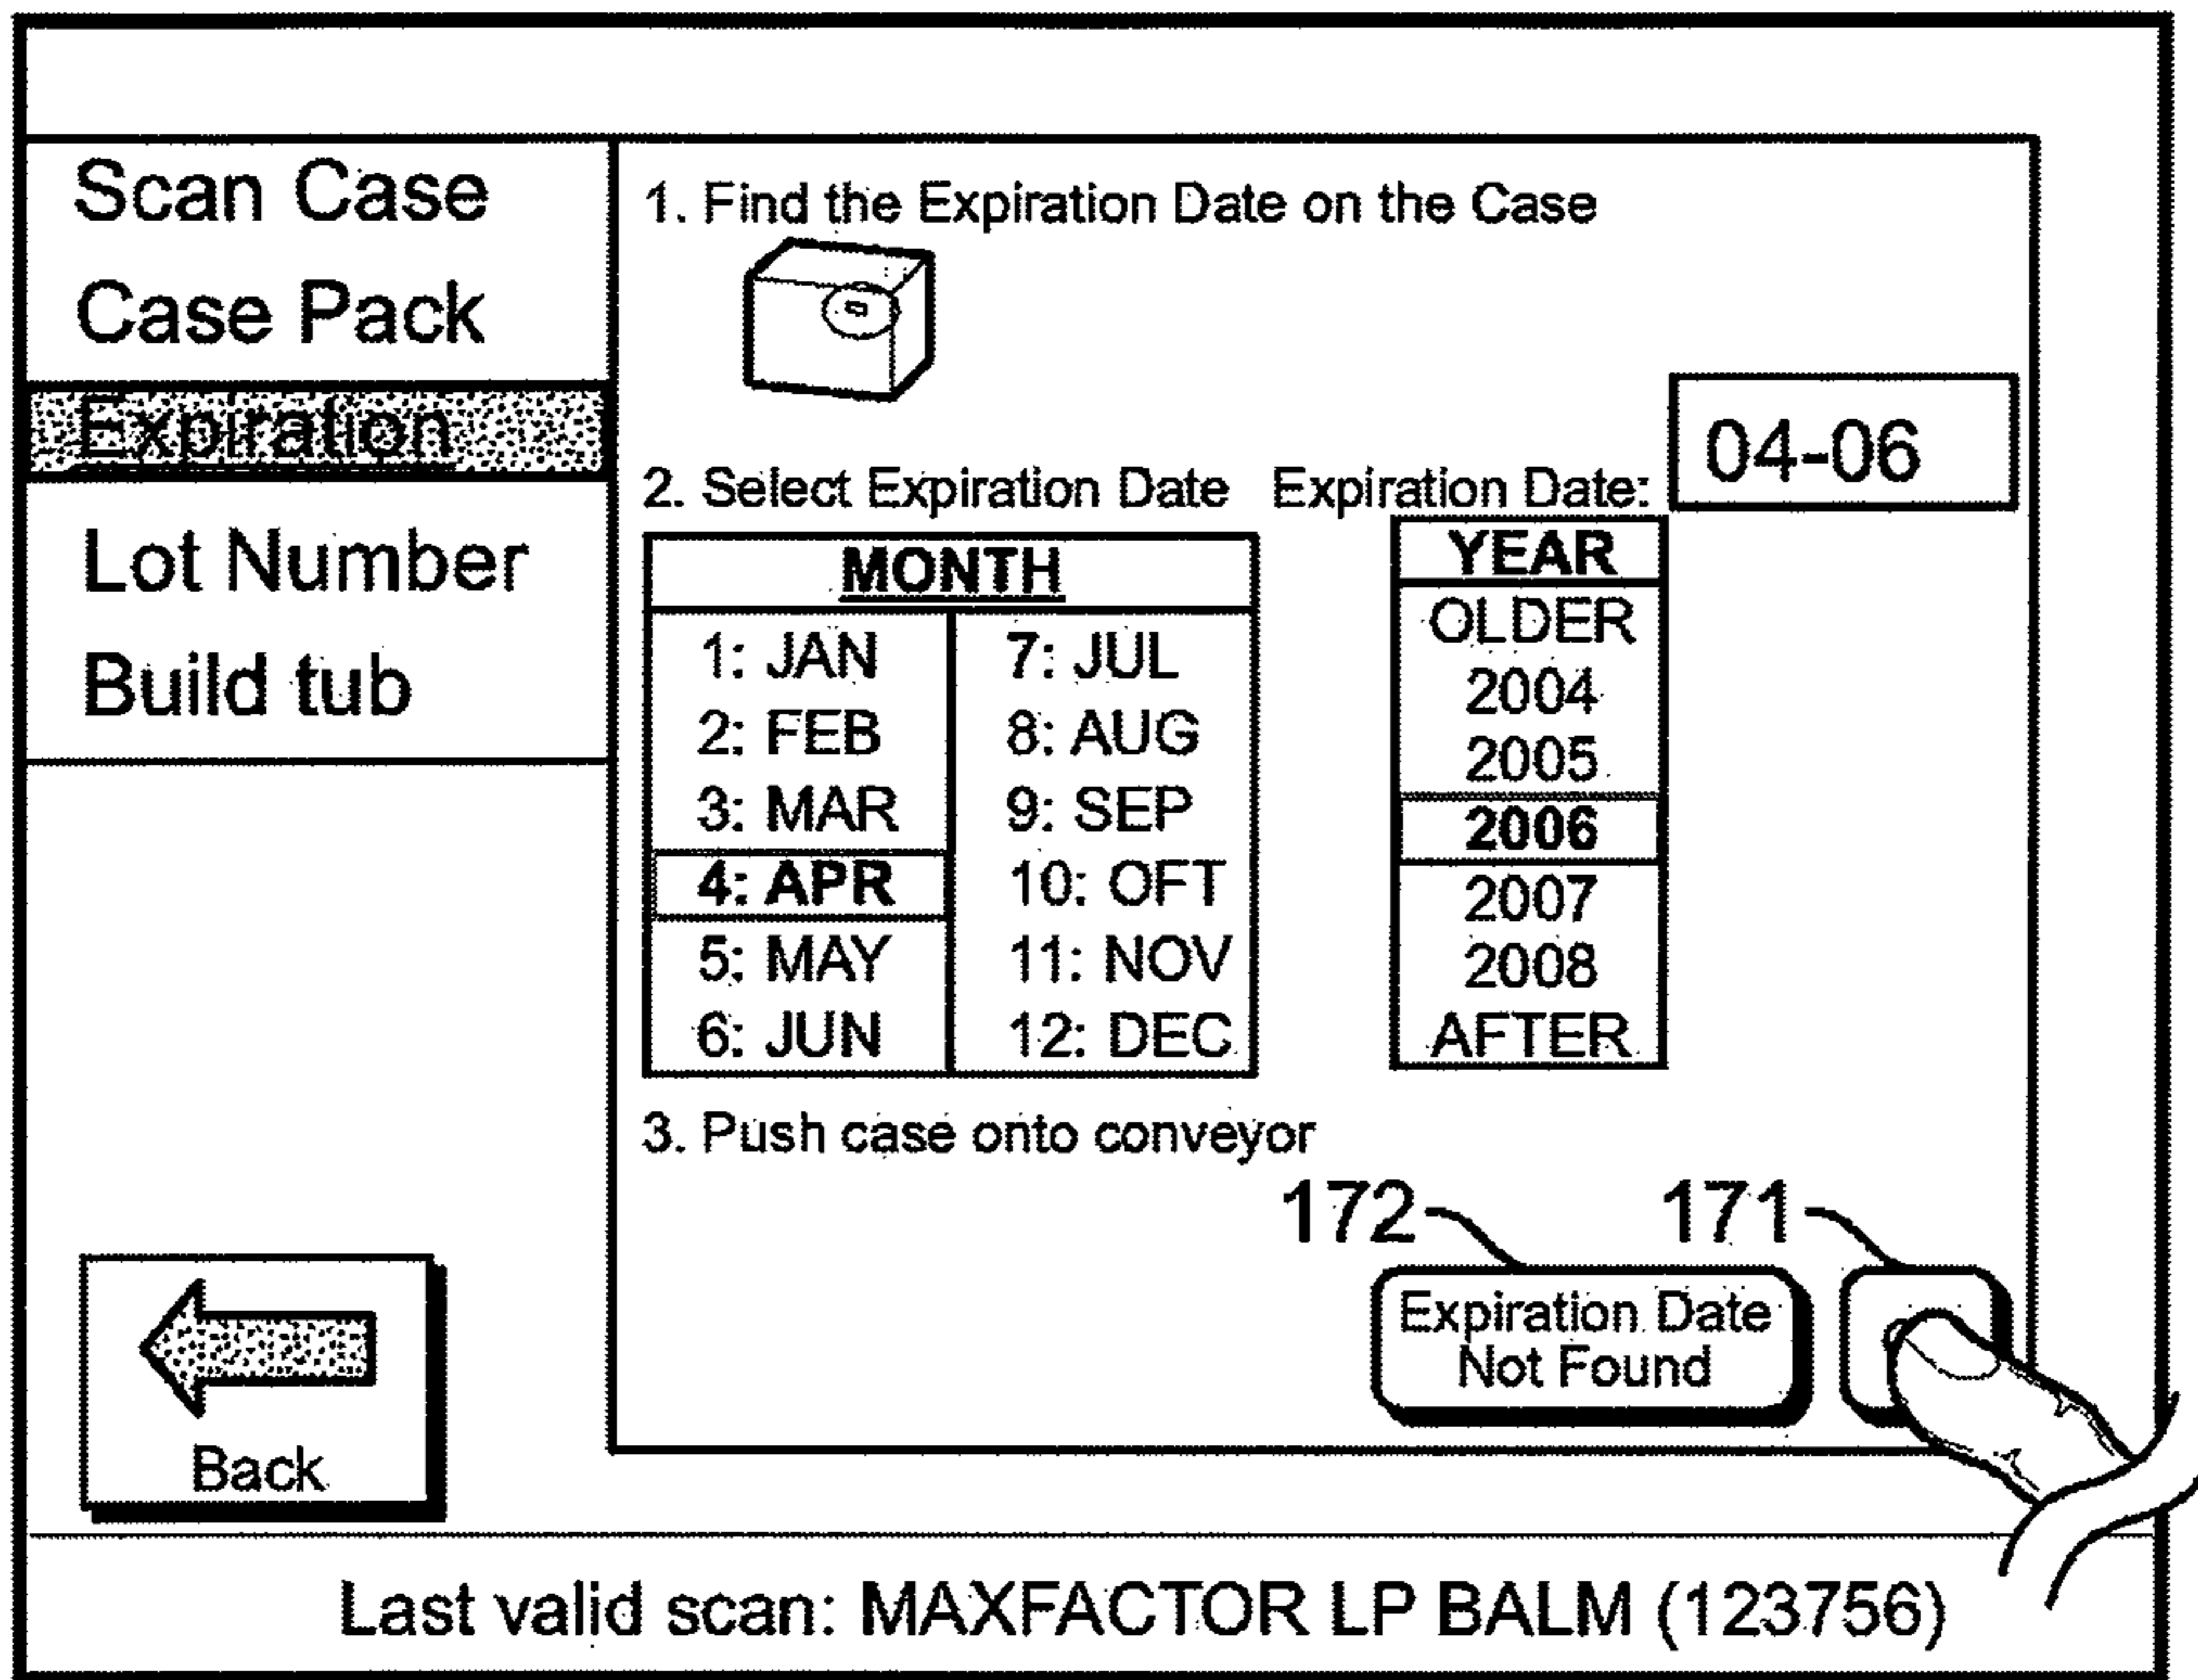 Scan Case
Case Pack
Expiration
Lot Number
Build tub
1. Find the Expiration Date on the Case
04-06
2. Select Expiration Date Expiration Date:
MONTH
1: JAN
2: FEB
3: MAR
4: APR
5: MAY
6: JUN
7: JUL
8: AUG
9: SEP
10: OFT
11: NOV
12: DEC
YEAR
OLDER
2004
2005
2006
2007
2008
AFTER
3. Push case onto conveyor
172
171
Expiration Date
Not Found
Back
Last valid scan: MAXFACTOR LP BALM (123756)